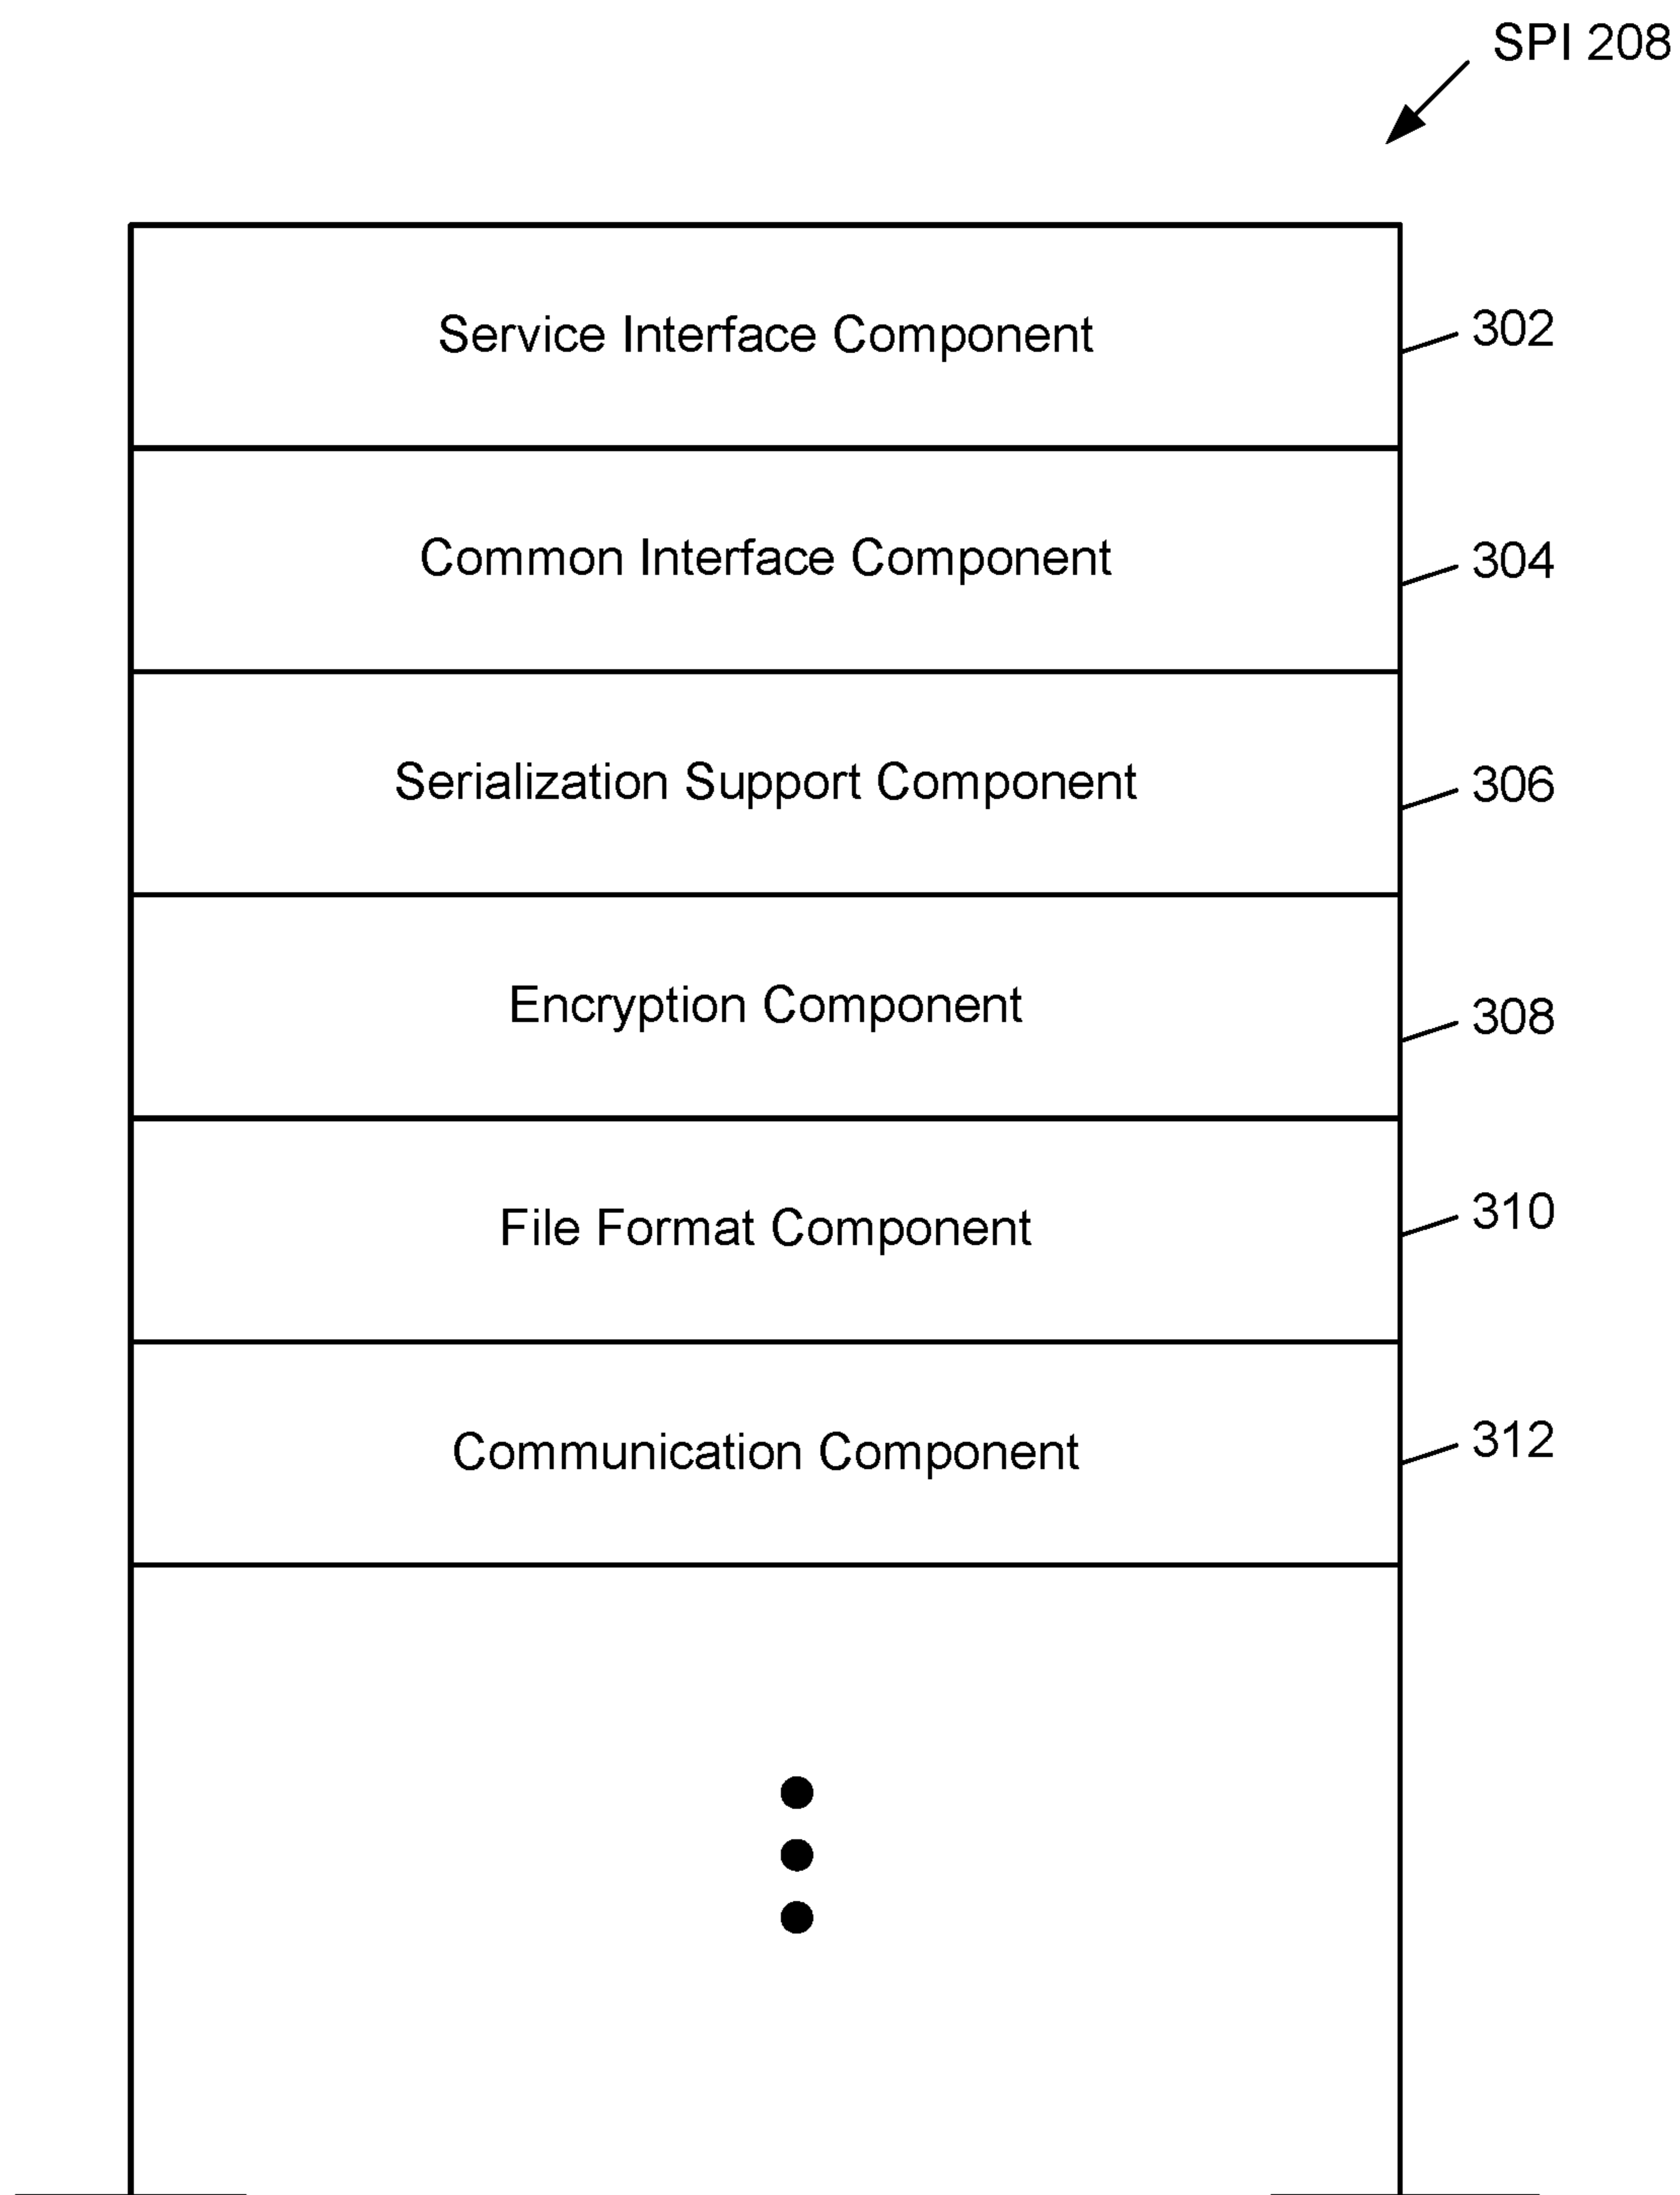 SPI 208
Service Interface Component
302
Common Interface Component
304
Serialization Support Component
306
Encryption Component
308
File Format Component
310
Communication Component
312